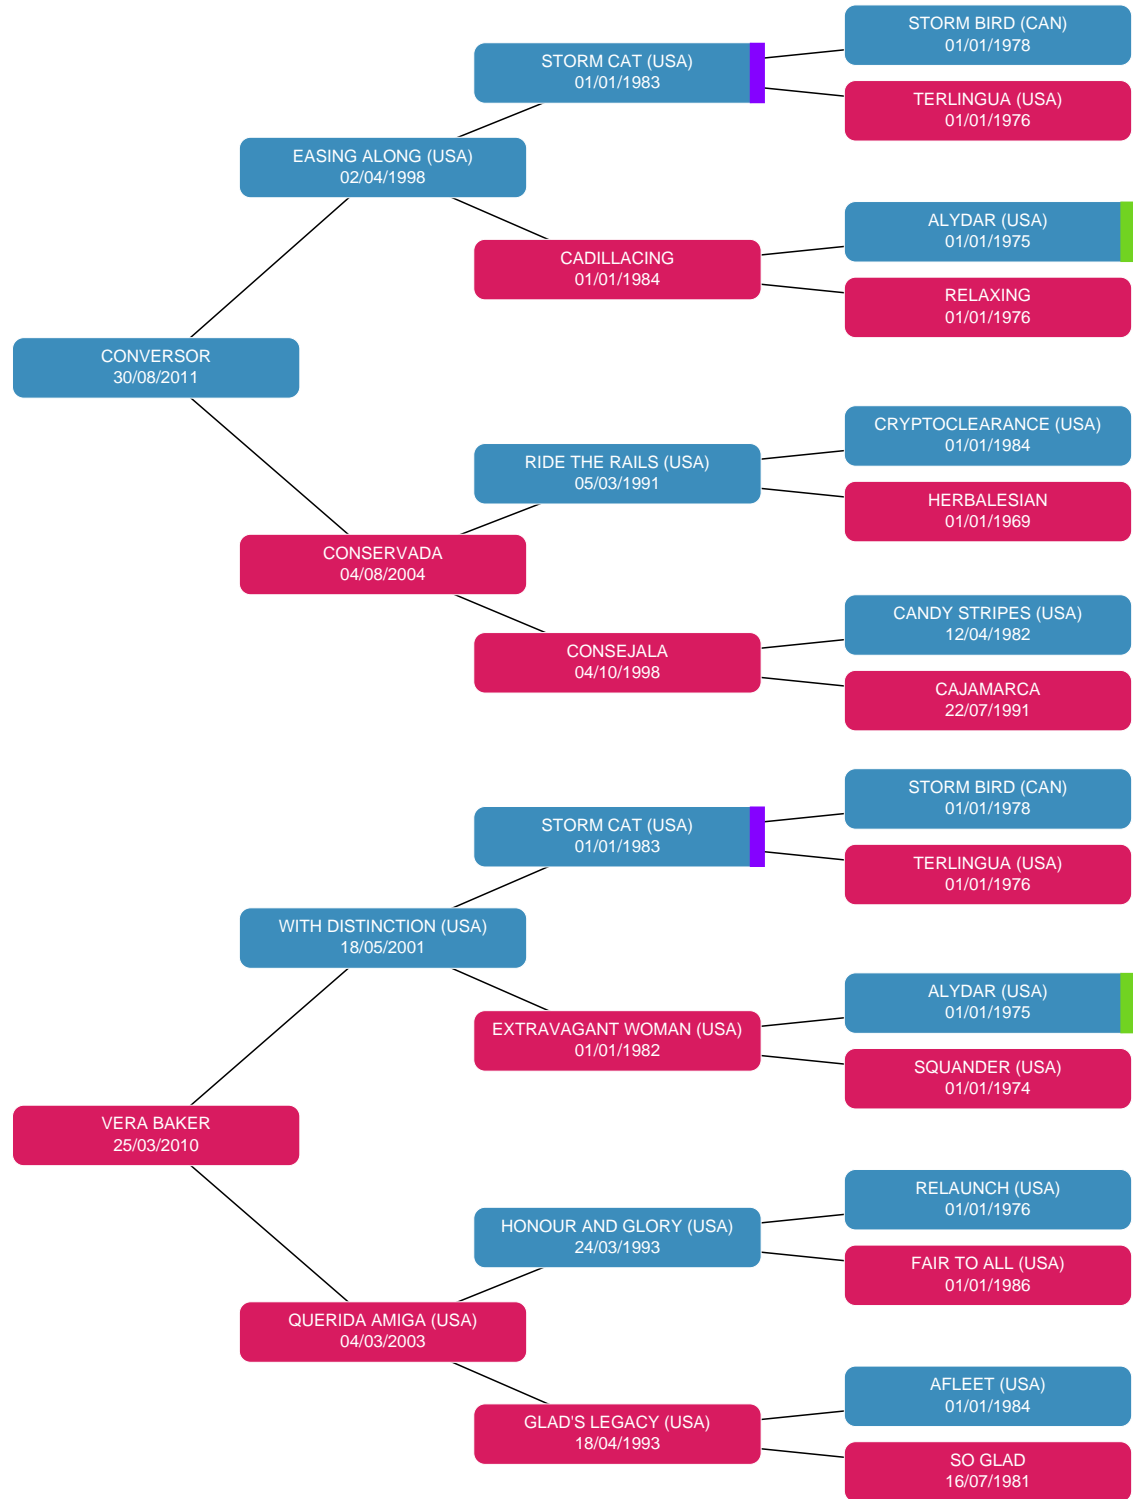 STORM BIRD (CAN)
01/01/1978
STORM CAT (USA)
01/01/1983
TERLINGUA (USA)
01/01/1976
EASING ALONG (USA)
02/04/1998
ALYDAR (USA)
01/01/1975
CADILLACING
01/01/1984
RELAXING
01/01/1976
CONVERSOR
30/08/2011
CRYPTOCLEARANCE (USA)
01/01/1984
RIDE THE RAILS (USA)
05/03/1991
HERBALESIAN
01/01/1969
CONSERVADA
04/08/2004
CANDY STRIPES (USA)
12/04/1982
CONSEJALA
04/10/1998
CAJAMARCA
22/07/1991
STORM BIRD (CAN)
01/01/1978
STORM CAT (USA)
01/01/1983
TERLINGUA (USA)
01/01/1976
WITH DISTINCTION (USA)
18/05/2001
ALYDAR (USA)
01/01/1975
EXTRAVAGANT WOMAN (USA)
01/01/1982
SQUANDER (USA)
01/01/1974
VERA BAKER
25/03/2010
RELAUNCH (USA)
01/01/1976
HONOUR AND GLORY (USA)
24/03/1993
FAIR TO ALL (USA)
01/01/1986
QUERIDA AMIGA (USA)
04/03/2003
AFLEET (USA)
01/01/1984
GLAD'S LEGACY (USA)
18/04/1993
SO GLAD
16/07/1981